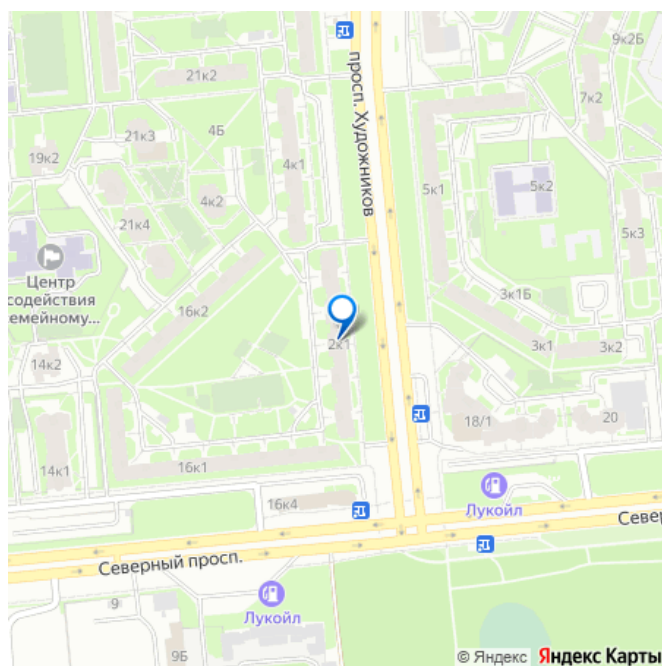 9к2Б
21к2
7к2
просп. Художников
21к3
4Б
19к2
4к1
5к1
5к2
4к2
21к4
5к3
Центр
содействия
семейному...
16к2
3к1Б
2к1
3к1
3к2
14к2
18/1
20
14к1
16к1
16к4
Лукойл
Север
Северный просп.
Лукойл
9
9Б
© Яндекс Яндекс Карты